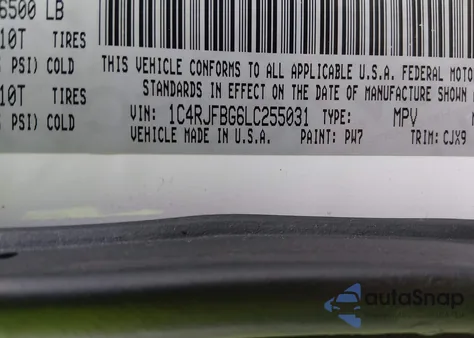 6500 LB
10T TIRES
PSI) COLD THIS VEHICLE CONFORMS TO ALL APPLICABLE U.S.A. FEDERAL MOTOR
10T TIRES STANDARDS IN EFFECT ON THE DATE OF MANUFACTURE SHOWN
PSI) COLD VIN: 1C4RJFBG6LC255031 TYPE: MPV
VEHICLE MADE IN U.S.A. PAINT: PW7 TRIM: CJX9
autoSnap